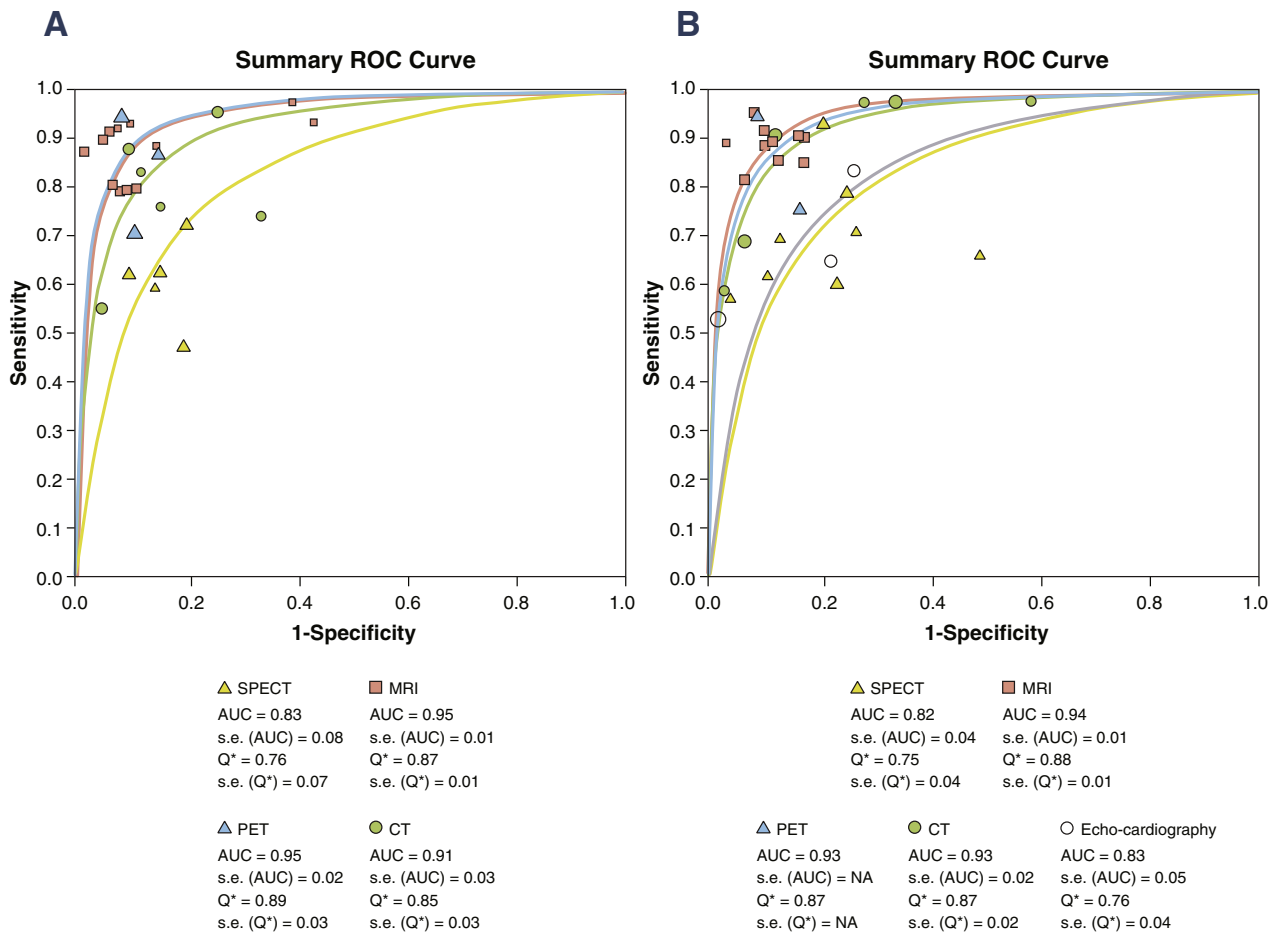 A
Summary ROC Curve
1.0
0.9
0.8
0.7
0.6
0.5
0.4
0.3
0.2
0.1
0.0
Sensitivity
0.0 0.2 0.4 0.6 0.8 1.0
1-Specificity
SPECT
AUC = 0.83
s.e. (AUC) = 0.08
Q* = 0.76
s.e. (Q*) = 0.07
MRI
AUC = 0.95
s.e. (AUC) = 0.01
Q* = 0.87
s.e. (Q*) = 0.01
PET
AUC = 0.95
s.e. (AUC) = 0.02
Q* = 0.89
s.e. (Q*) = 0.03
CT
AUC = 0.91
s.e. (AUC) = 0.03
Q* = 0.85
s.e. (Q*) = 0.03
B
Summary ROC Curve
1.0
0.9
0.8
0.7
0.6
0.5
0.4
0.3
0.2
0.1
0.0
Sensitivity
0.0 0.2 0.4 0.6 0.8 1.0
1-Specificity
SPECT
AUC = 0.82
s.e. (AUC) = 0.04
Q* = 0.75
s.e. (Q*) = 0.04
MRI
AUC = 0.94
s.e. (AUC) = 0.01
Q* = 0.88
s.e. (Q*) = 0.01
PET
AUC = 0.93
s.e. (AUC) = NA
Q* = 0.87
s.e. (Q*) = NA
CT
AUC = 0.93
s.e. (AUC) = 0.02
Q* = 0.87
s.e. (Q*) = 0.02
Echo-cardiography
AUC = 0.83
s.e. (AUC) = 0.05
Q* = 0.76
s.e. (Q*) = 0.04